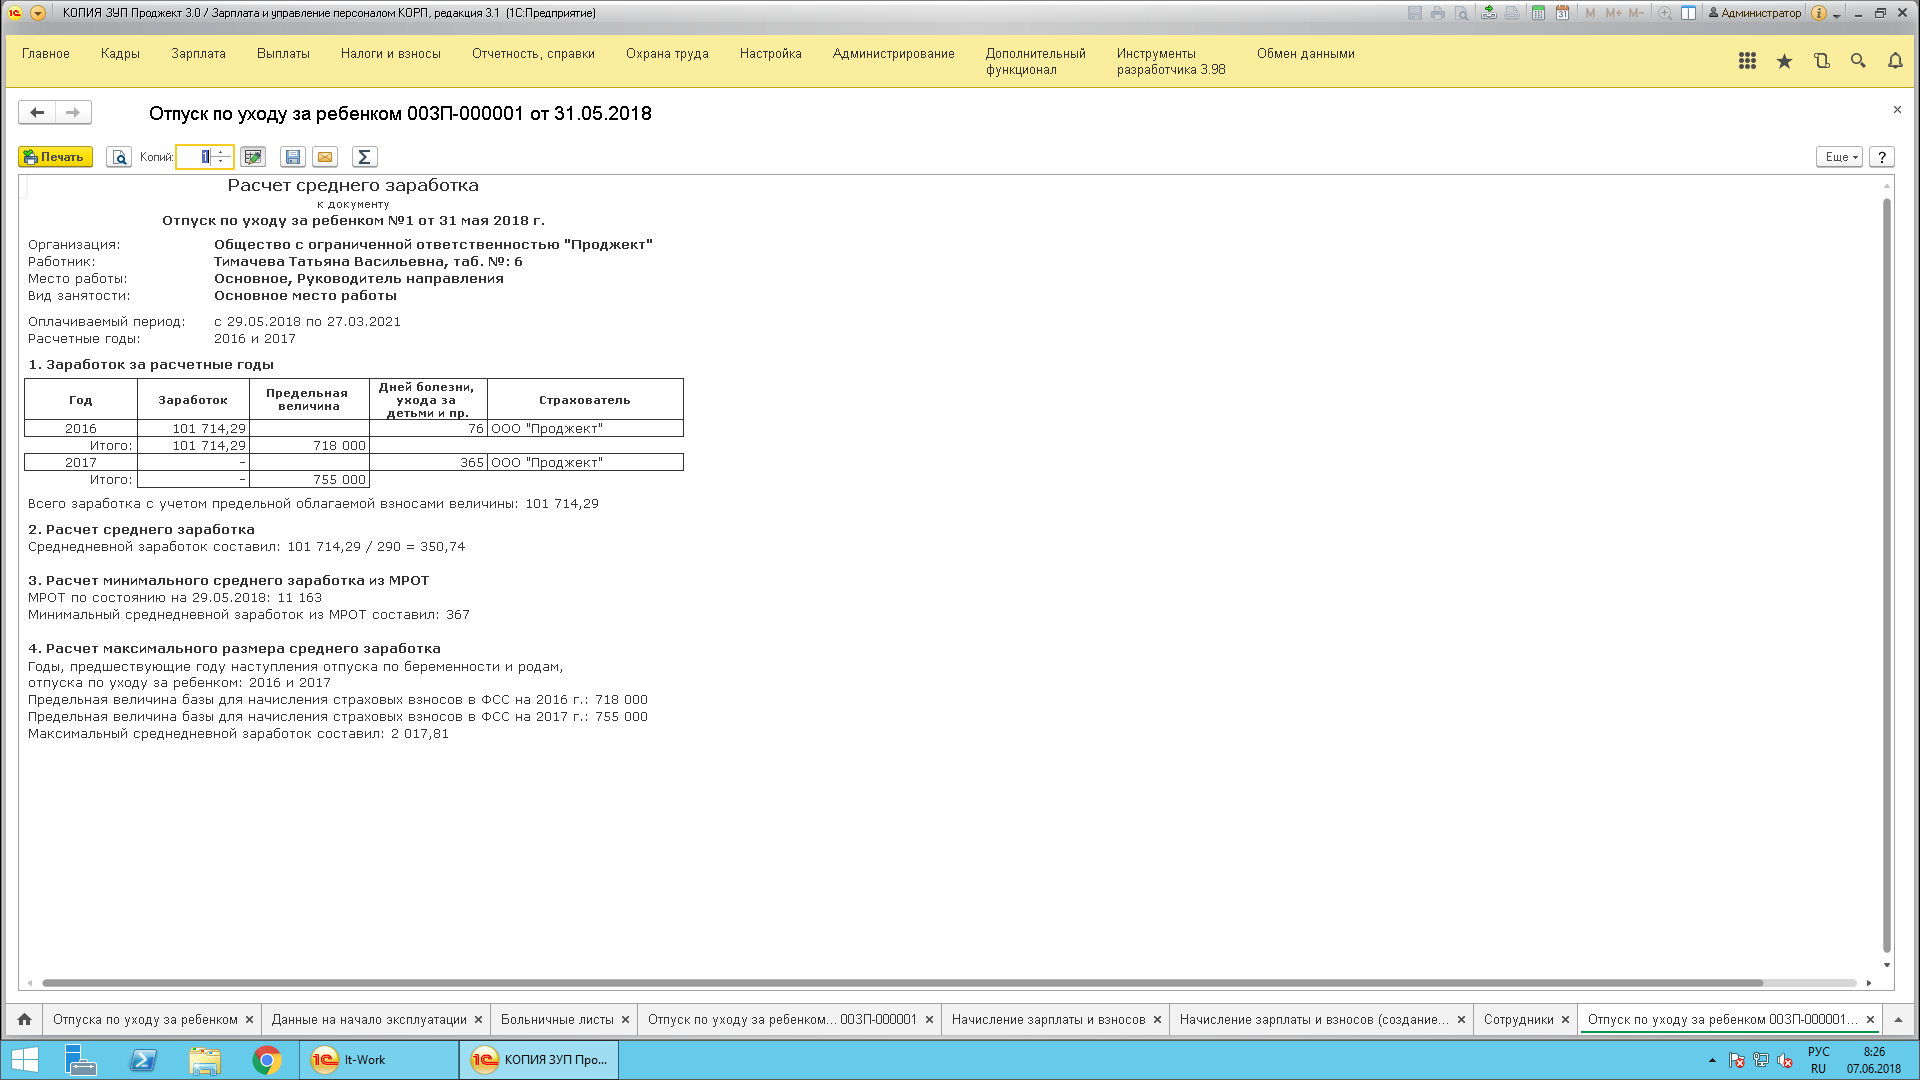 КОПИЯ ЗУП Проджект 3.0 / Зарплата и управление персоналом КОРП, редакция 3.1 (1С:Предприятие)
M M+ M- Администратор
Главное Кадры Зарплата Выплаты Налоги и взносы Отчетность, справки Охрана труда Настройка Администрирование Дополнительный функционал Инструменты разработчика 3.98 Обмен данными
Отпуск по уходу за ребенком 00ЗП-000001 от 31.05.2018
Печать Копий: 1 Σ Еще ?
Расчет среднего заработка
к документу
Отпуск по уходу за ребенком №1 от 31 мая 2018 г.
Организация: Общество с ограниченной ответственностью "Проджект"
Работник: Тимачева Татьяна Васильевна, таб. №: 6
Место работы: Основное, Руководитель направления
Вид занятости: Основное место работы
Оплачиваемый период: с 29.05.2018 по 27.03.2021
Расчетные годы: 2016 и 2017
1. Заработок за расчетные годы
Год Заработок Предельная величина Дней болезни, ухода за детьми и пр. Страхователь
2016 101 714,29 76 ООО "Проджект"
Итого: 101 714,29 718 000
2017 - 365 ООО "Проджект"
Итого: - 755 000
Всего заработка с учетом предельной облагаемой взносами величины: 101 714,29
2. Расчет среднего заработка
Среднедневной заработок составил: 101 714,29 / 290 = 350,74
3. Расчет минимального среднего заработка из МРОТ
МРОТ по состоянию на 29.05.2018: 11 163
Минимальный среднедневной заработок из МРОТ составил: 367
4. Расчет максимального размера среднего заработка
Годы, предшествующие году наступления отпуска по беременности и родам,
отпуска по уходу за ребенком: 2016 и 2017
Предельная величина базы для начисления страховых взносов в ФСС на 2016 г.: 718 000
Предельная величина базы для начисления страховых взносов в ФСС на 2017 г.: 755 000
Максимальный среднедневной заработок составил: 2 017,81
Отпуска по уходу за ребенком Данные на начало эксплуатации Больничные листы Отпуск по уходу за ребенком... 00ЗП-000001 Начисление зарплаты и взносов Начисление зарплаты и взносов (создание... Сотрудники Отпуск по уходу за ребенком 00ЗП-000001...
It-Work КОПИЯ ЗУП Про... РУС 8:26
RU 07.06.2018